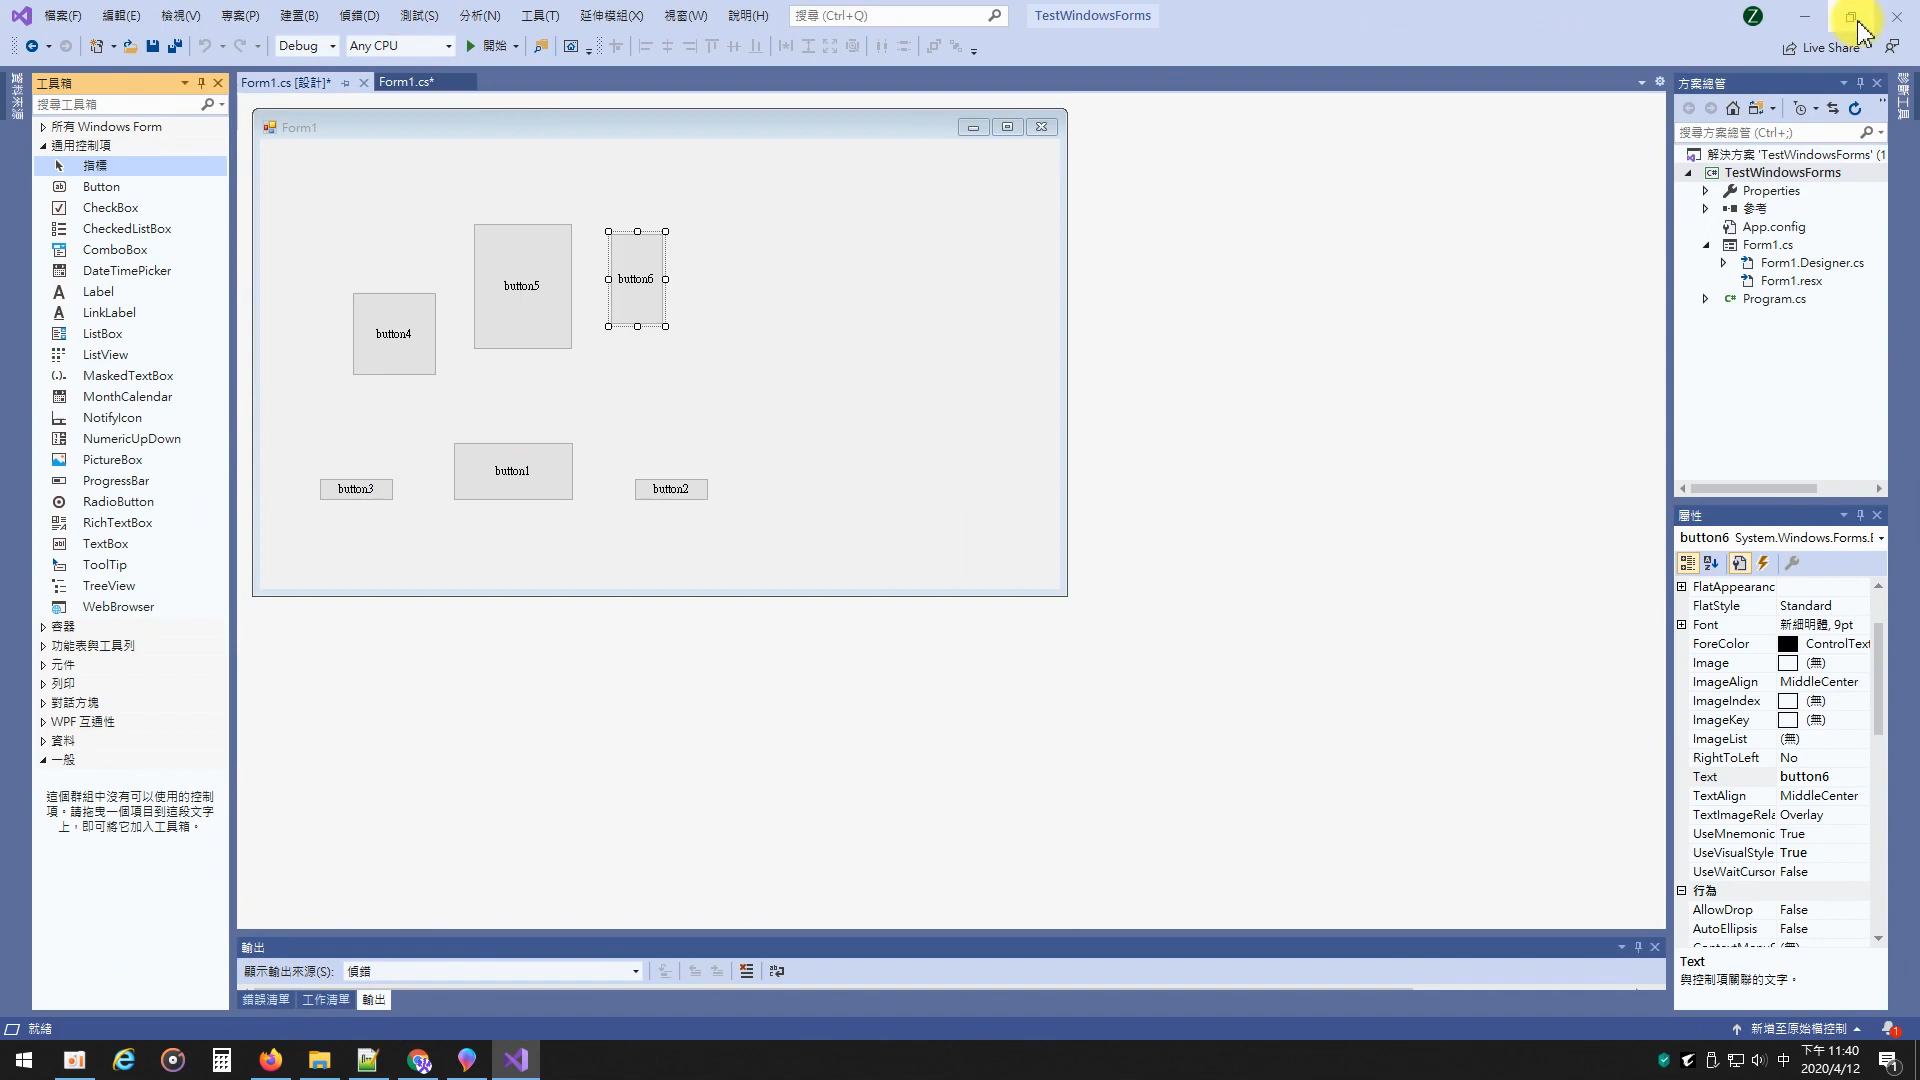 檔案(F) 編輯(E) 檢視(V) 專案(P) 建置(B) 偵錯(D) 測試(S) 分析(N) 工具(T) 延伸模組(X) 視窗(W) 說明(H) 搜尋 (Ctrl+Q) TestWindowsForms Z
Debug Any CPU 開始 Live Share
資料來源
工具箱
搜尋工具箱
所有 Windows Form
通用控制項
指標
Button
CheckBox
CheckedListBox
ComboBox
DateTimePicker
Label
LinkLabel
ListBox
ListView
MaskedTextBox
MonthCalendar
NotifyIcon
NumericUpDown
PictureBox
ProgressBar
RadioButton
RichTextBox
TextBox
ToolTip
TreeView
WebBrowser
容器
功能表與工具列
元件
列印
對話方塊
WPF 互通性
資料
一般
這個群組中沒有可以使用的控制
項。請拖曳一個項目到這段文字
上，即可將它加入工具箱。
Form1.cs [設計]* Form1.cs*
Form1
button5
button6
button4
button1
button3
button2
輸出
顯示輸出來源(S): 偵錯
錯誤清單 工作清單 輸出
方案總管
搜尋方案總管 (Ctrl+;)
解決方案 'TestWindowsForms' (1
TestWindowsForms
Properties
參考
App.config
Form1.cs
Form1.Designer.cs
Form1.resx
Program.cs
診斷工具
屬性
button6 System.Windows.Forms.E
FlatAppearanc
FlatStyle Standard
Font 新細明體, 9pt
ForeColor ControlText
Image (無)
ImageAlign MiddleCenter
ImageIndex (無)
ImageKey (無)
ImageList (無)
RightToLeft No
Text button6
TextAlign MiddleCenter
TextImageRela Overlay
UseMnemonic True
UseVisualStyle True
UseWaitCursor False
行為
AllowDrop False
AutoEllipsis False
Text
與控制項關聯的文字。
就緒 新增至原始檔控制 1
中 下午 11:40
2020/4/12 1